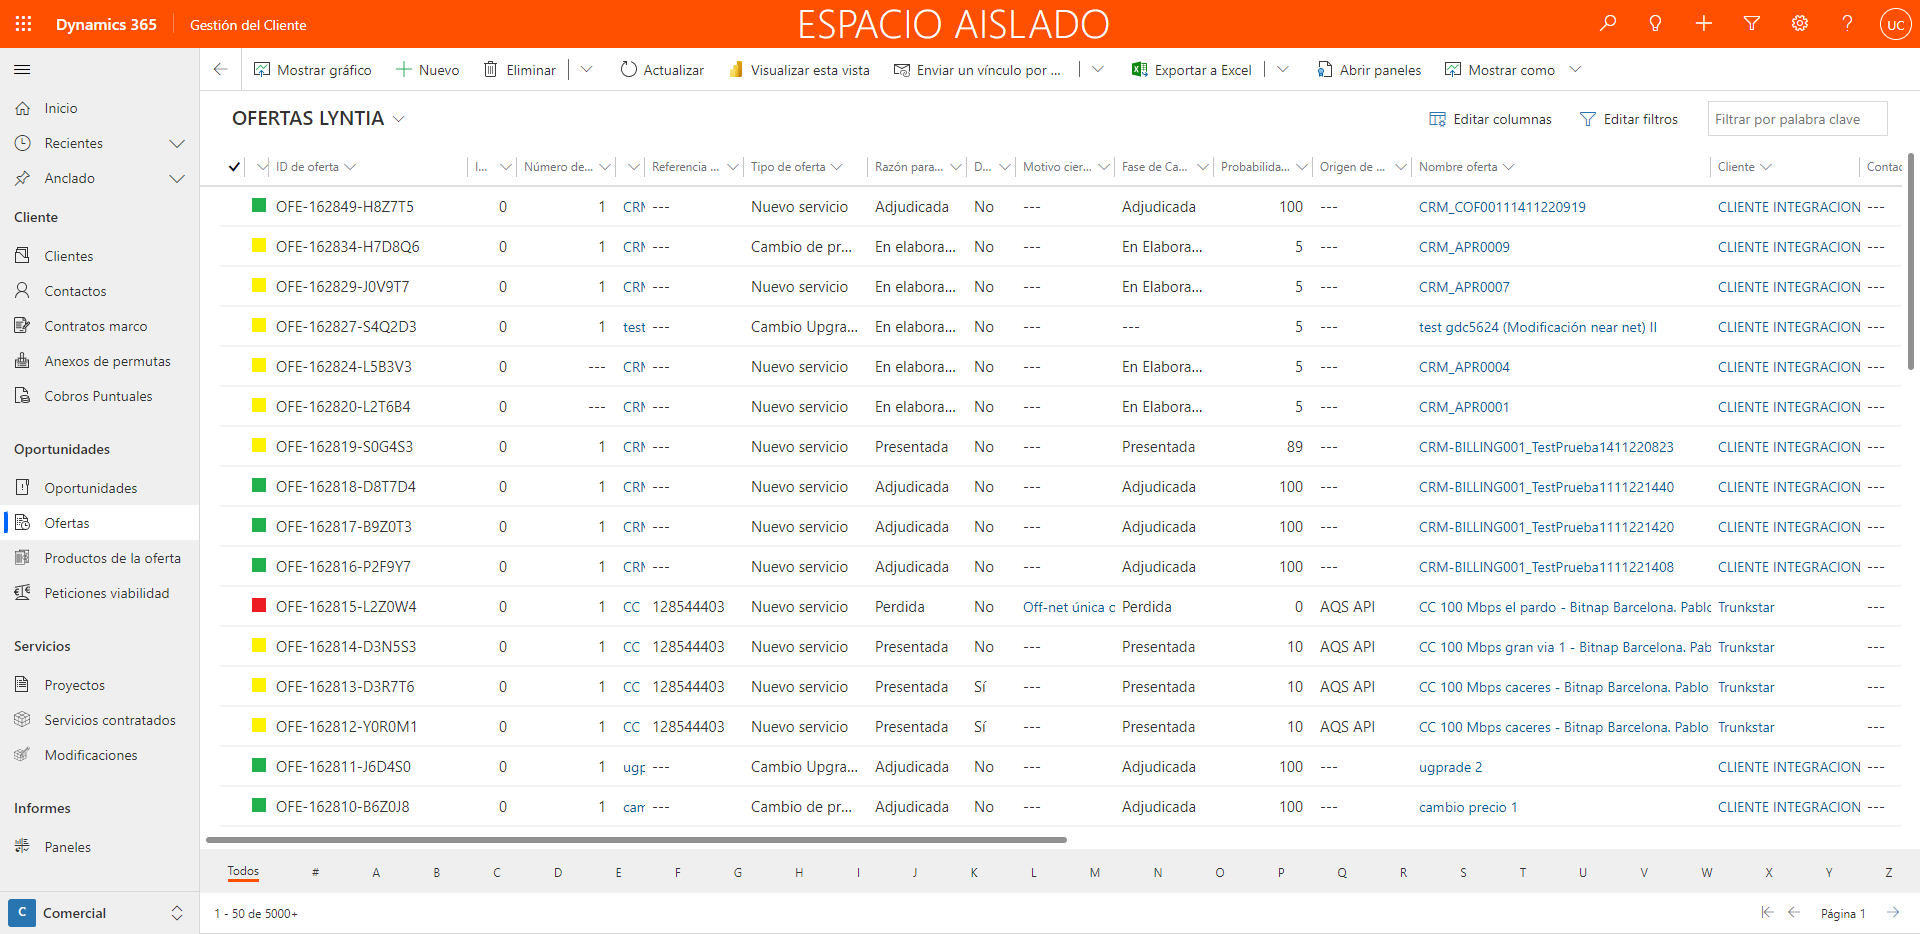 Dynamics 365 Gestión del Cliente ESPACIO AISLADO UC
Mostrar gráfico Nuevo Eliminar Actualizar Visualizar esta vista Enviar un vínculo por ... Exportar a Excel Abrir paneles Mostrar como
Inicio
Recientes
Anclado
Cliente
Clientes
Contactos
Contratos marco
Anexos de permutas
Cobros Puntuales
Oportunidades
Oportunidades
Ofertas
Productos de la oferta
Peticiones viabilidad
Servicios
Proyectos
Servicios contratados
Modificaciones
Informes
Paneles
C Comercial
OFERTAS LYNTIA Editar columnas Editar filtros Filtrar por palabra clave
ID de oferta I... Número de... Referencia ... Tipo de oferta Razón para... D... Motivo cier... Fase de Ca... Probabilida... Origen de ... Nombre oferta Cliente Contac
OFE-162849-H8Z7T5 0 1 CRM --- Nuevo servicio Adjudicada No --- Adjudicada 100 --- CRM_COF00111411220919 CLIENTE INTEGRACION ---
OFE-162834-H7D8Q6 0 1 CRM --- Cambio de pr... En elabora... No --- En Elabora... 5 --- CRM_APR0009 CLIENTE INTEGRACION ---
OFE-162829-J0V9T7 0 1 CRM --- Nuevo servicio En elabora... No --- En Elabora... 5 --- CRM_APR0007 CLIENTE INTEGRACION ---
OFE-162827-S4Q2D3 0 1 test --- Cambio Upgra... En elabora... No --- --- 5 --- test gdc5624 (Modificación near net) II CLIENTE INTEGRACION ---
OFE-162824-L5B3V3 0 --- CRM --- Nuevo servicio En elabora... No --- En Elabora... 5 --- CRM_APR0004 CLIENTE INTEGRACION ---
OFE-162820-L2T6B4 0 --- CRM --- Nuevo servicio En elabora... No --- En Elabora... 5 --- CRM_APR0001 CLIENTE INTEGRACION ---
OFE-162819-S0G4S3 0 1 CRM --- Nuevo servicio Presentada No --- Presentada 89 --- CRM-BILLING001_TestPrueba1411220823 CLIENTE INTEGRACION ---
OFE-162818-D8T7D4 0 1 CRM --- Nuevo servicio Adjudicada No --- Adjudicada 100 --- CRM-BILLING001_TestPrueba1111221440 CLIENTE INTEGRACION ---
OFE-162817-B9Z0T3 0 1 CRM --- Nuevo servicio Adjudicada No --- Adjudicada 100 --- CRM-BILLING001_TestPrueba1111221420 CLIENTE INTEGRACION ---
OFE-162816-P2F9Y7 0 1 CRM --- Nuevo servicio Adjudicada No --- Adjudicada 100 --- CRM-BILLING001_TestPrueba1111221408 CLIENTE INTEGRACION ---
OFE-162815-L2Z0W4 0 1 CC 128544403 Nuevo servicio Perdida No Off-net única o Perdida 0 AQS API CC 100 Mbps el pardo - Bitnap Barcelona. Pablo Trunkstar ---
OFE-162814-D3N5S3 0 1 CC 128544403 Nuevo servicio Presentada No --- Presentada 10 AQS API CC 100 Mbps gran via 1 - Bitnap Barcelona. Pab Trunkstar ---
OFE-162813-D3R7T6 0 1 CC 128544403 Nuevo servicio Presentada Sí --- Presentada 10 AQS API CC 100 Mbps caceres - Bitnap Barcelona. Pablo Trunkstar ---
OFE-162812-Y0R0M1 0 1 CC 128544403 Nuevo servicio Presentada Sí --- Presentada 10 AQS API CC 100 Mbps caceres - Bitnap Barcelona. Pablo Trunkstar ---
OFE-162811-J6D4S0 0 1 ugp --- Cambio Upgra... Adjudicada No --- Adjudicada 100 --- ugprade 2 CLIENTE INTEGRACION ---
OFE-162810-B6Z0J8 0 1 cam --- Cambio de pr... Adjudicada No --- Adjudicada 100 --- cambio precio 1 CLIENTE INTEGRACION ---
Todos # A B C D E F G H I J K L M N O P Q R S T U V W X Y Z
1 - 50 de 5000+ Página 1